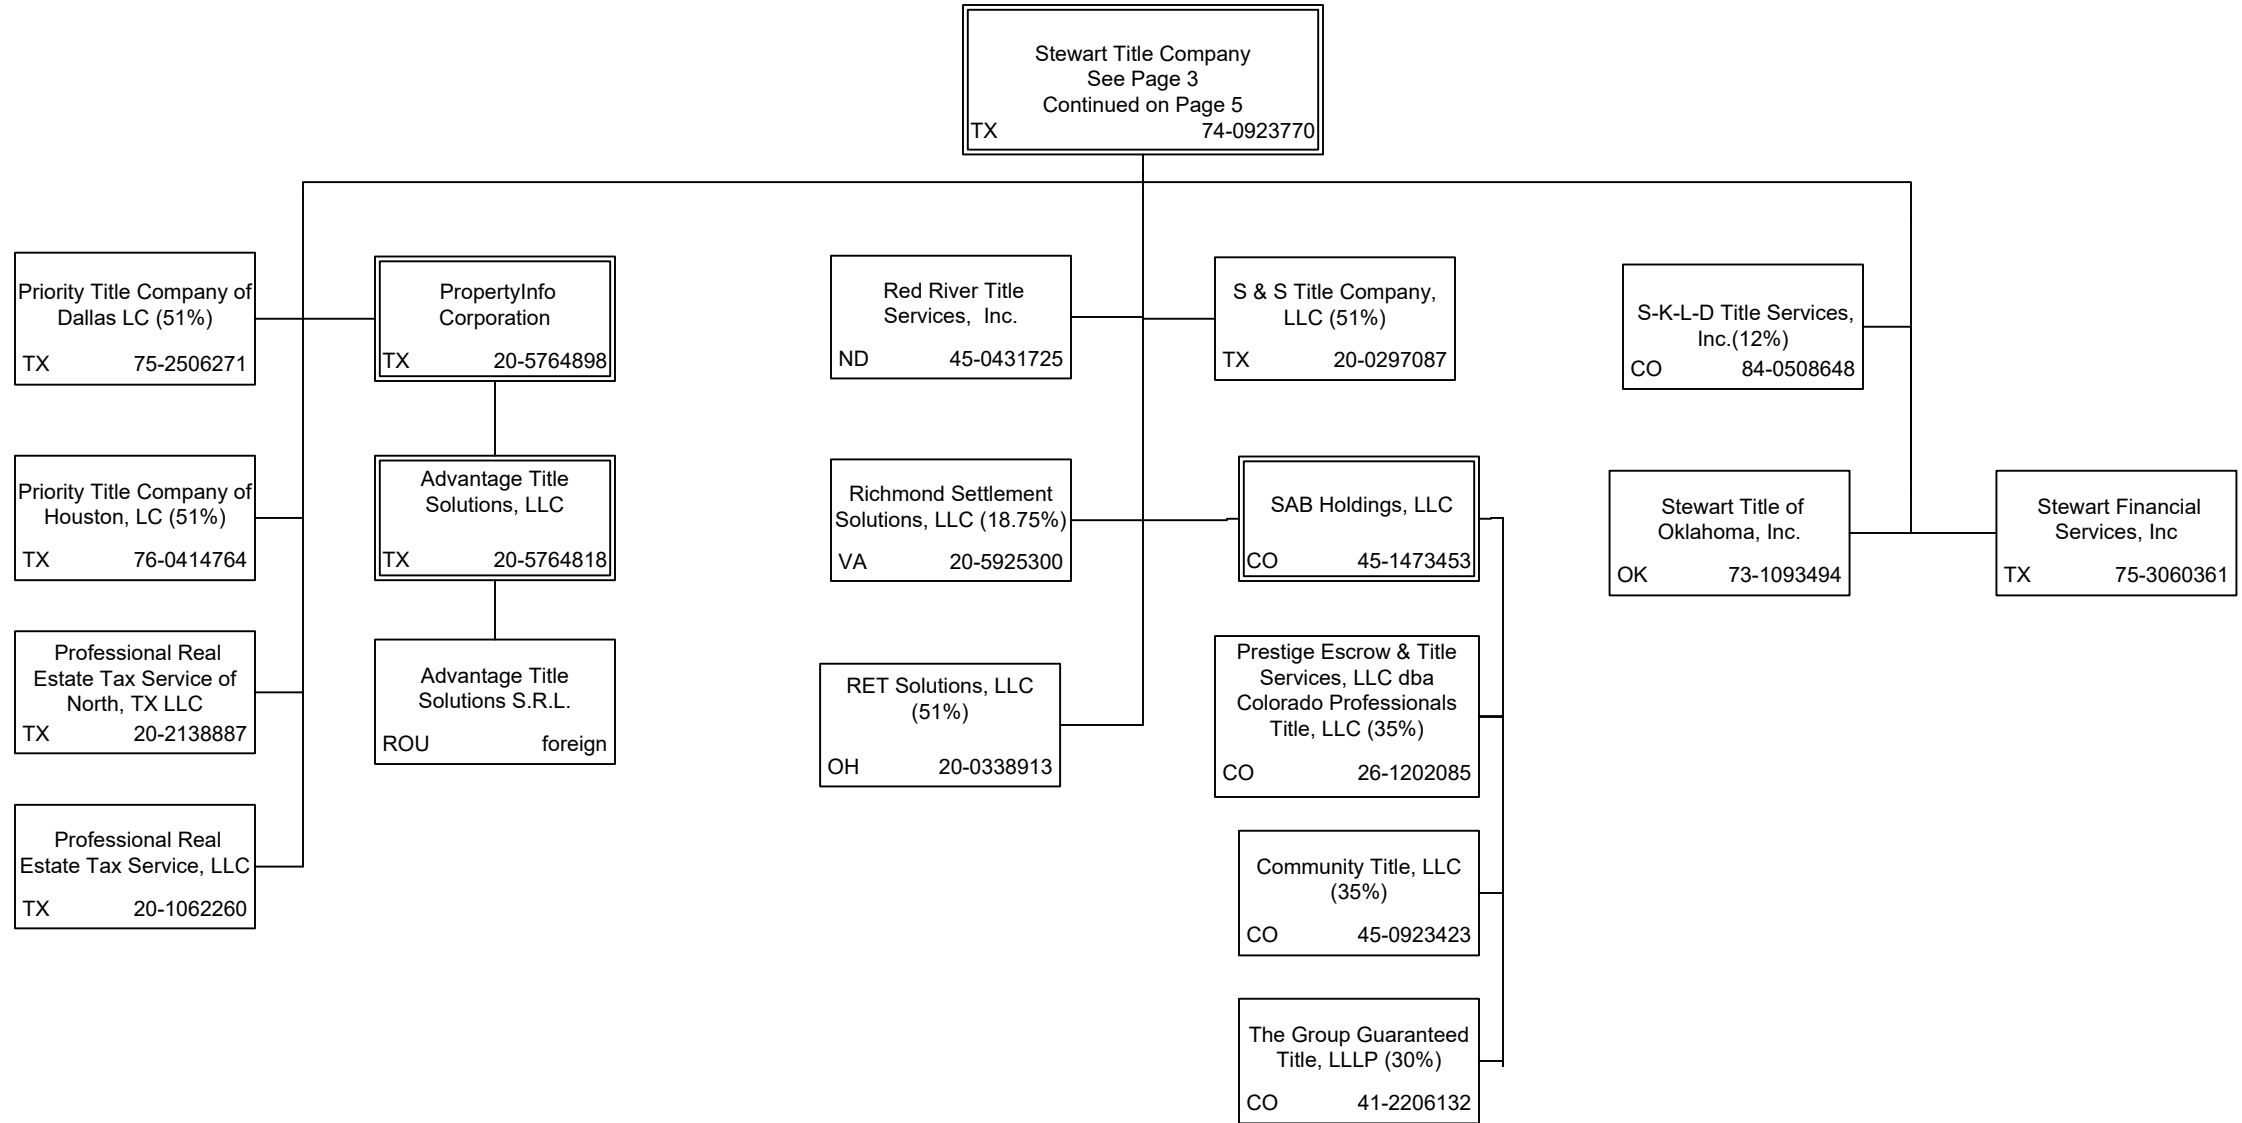 Stewart Title Company
See Page 3
Continued on Page 5
TX 74-0923770
Priority Title Company of
Dallas LC (51%)
TX 75-2506271
PropertyInfo
Corporation
TX 20-5764898
Red River Title
Services, Inc.
ND 45-0431725
S & S Title Company,
LLC (51%)
TX 20-0297087
S-K-L-D Title Services,
Inc.(12%)
CO 84-0508648
Priority Title Company of
Houston, LC (51%)
TX 76-0414764
Advantage Title
Solutions, LLC
TX 20-5764818
Richmond Settlement
Solutions, LLC (18.75%)
VA 20-5925300
SAB Holdings, LLC
CO 45-1473453
Stewart Title of
Oklahoma, Inc.
OK 73-1093494
Stewart Financial
Services, Inc
TX 75-3060361
Professional Real
Estate Tax Service of
North, TX LLC
TX 20-2138887
Advantage Title
Solutions S.R.L.
ROU foreign
RET Solutions, LLC
(51%)
OH 20-0338913
Prestige Escrow & Title
Services, LLC dba
Colorado Professionals
Title, LLC (35%)
CO 26-1202085
Professional Real
Estate Tax Service, LLC
TX 20-1062260
Community Title, LLC
(35%)
CO 45-0923423
The Group Guaranteed
Title, LLLP (30%)
CO 41-2206132